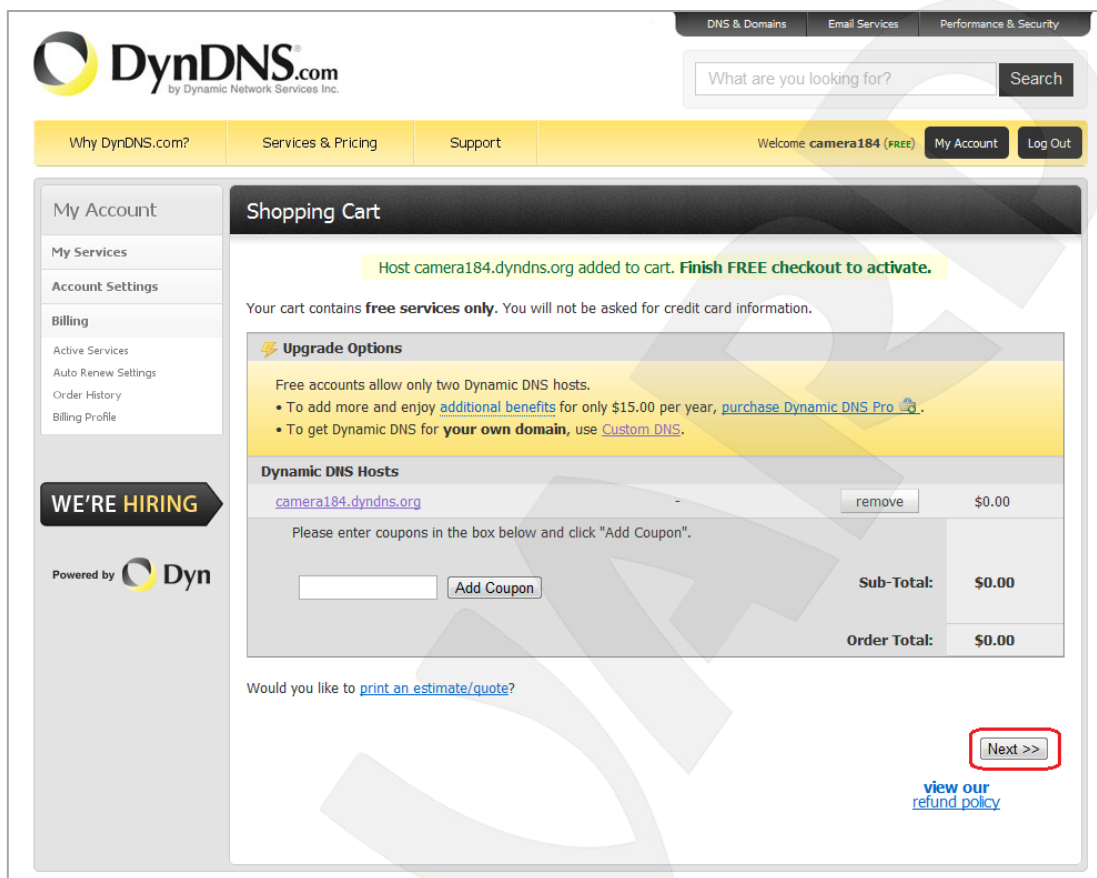 DNS & Domains Email Services Performance & Security
DynDNS.com
by Dynamic Network Services Inc.
What are you looking for? Search
Why DynDNS.com? Services & Pricing Support Welcome camera184 (FREE) My Account Log Out
My Account
My Services
Account Settings
Billing
Active Services
Auto Renew Settings
Order History
Billing Profile
WE'RE HIRING
Powered by Dyn
Shopping Cart
Host camera184.dyndns.org added to cart. Finish FREE checkout to activate.
Your cart contains free services only. You will not be asked for credit card information.
Upgrade Options
Free accounts allow only two Dynamic DNS hosts.
• To add more and enjoy additional benefits for only $15.00 per year, purchase Dynamic DNS Pro .
• To get Dynamic DNS for your own domain, use Custom DNS.
Dynamic DNS Hosts
camera184.dyndns.org - remove $0.00
Please enter coupons in the box below and click "Add Coupon".
Add Coupon Sub-Total: $0.00
Order Total: $0.00
Would you like to print an estimate/quote?
Next >>
view our
refund policy